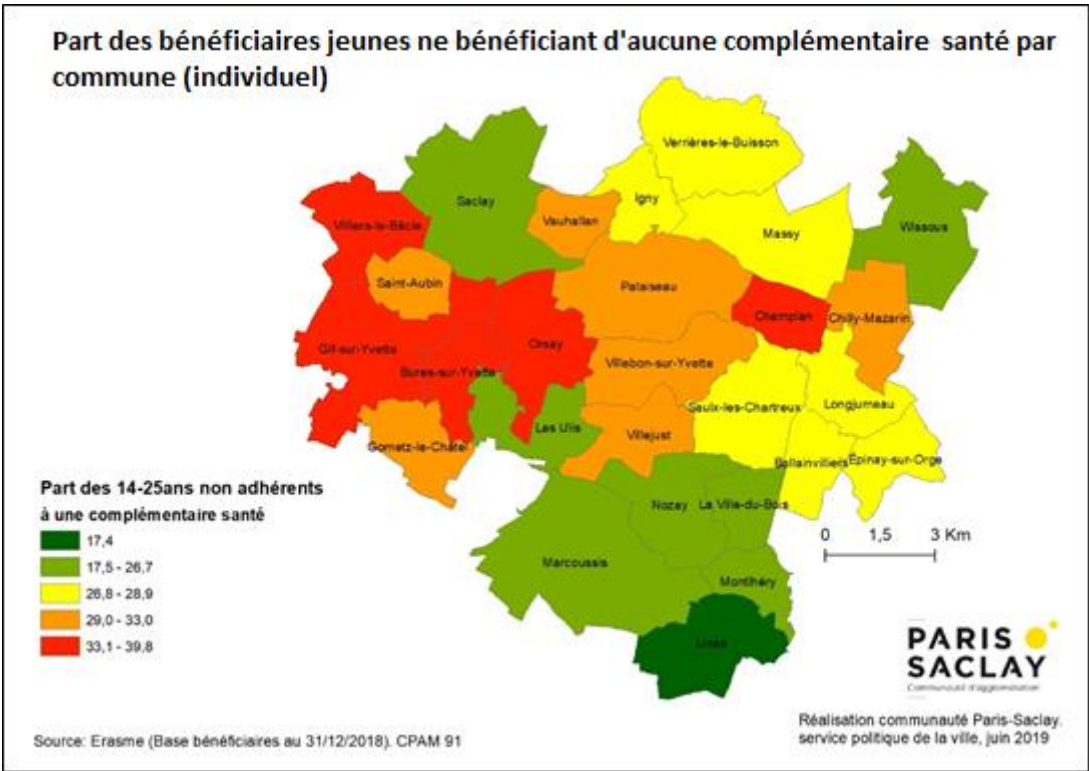 Part des bénéficiaires jeunes ne bénéficiant d'aucune complémentaire santé par
commune (individuel)
Verrières-le-Buisson
Igny
Saclay
Vauhallan
Massy
Wissous
Villiers-le-Bâcle
Saint-Aubin
Palaiseau
Champlan
Chilly-Mazarin
Gif-sur-Yvette
Orsay
Bures-sur-Yvette
Villebon-sur-Yvette
Saulx-les-Chartreux
Longjumeau
Les Ulis
Villejust
Gometz-le-Châtel
Ballainvilliers
Épinay-sur-Orge
Nozay
La Ville-du-Bois
Marcoussis
Montlhéry
Linas
Part des 14-25ans non adhérents
à une complémentaire santé
17,4
17,5 - 26,7
26,8 - 28,9
29,0 - 33,0
33,1 - 39,8
0 1,5 3 Km
PARIS
SACLAY
Communauté d'agglomération
Source: Erasme (Base bénéficiaires au 31/12/2018). CPAM 91
Réalisation communauté Paris-Saclay.
service politique de la ville, juin 2019